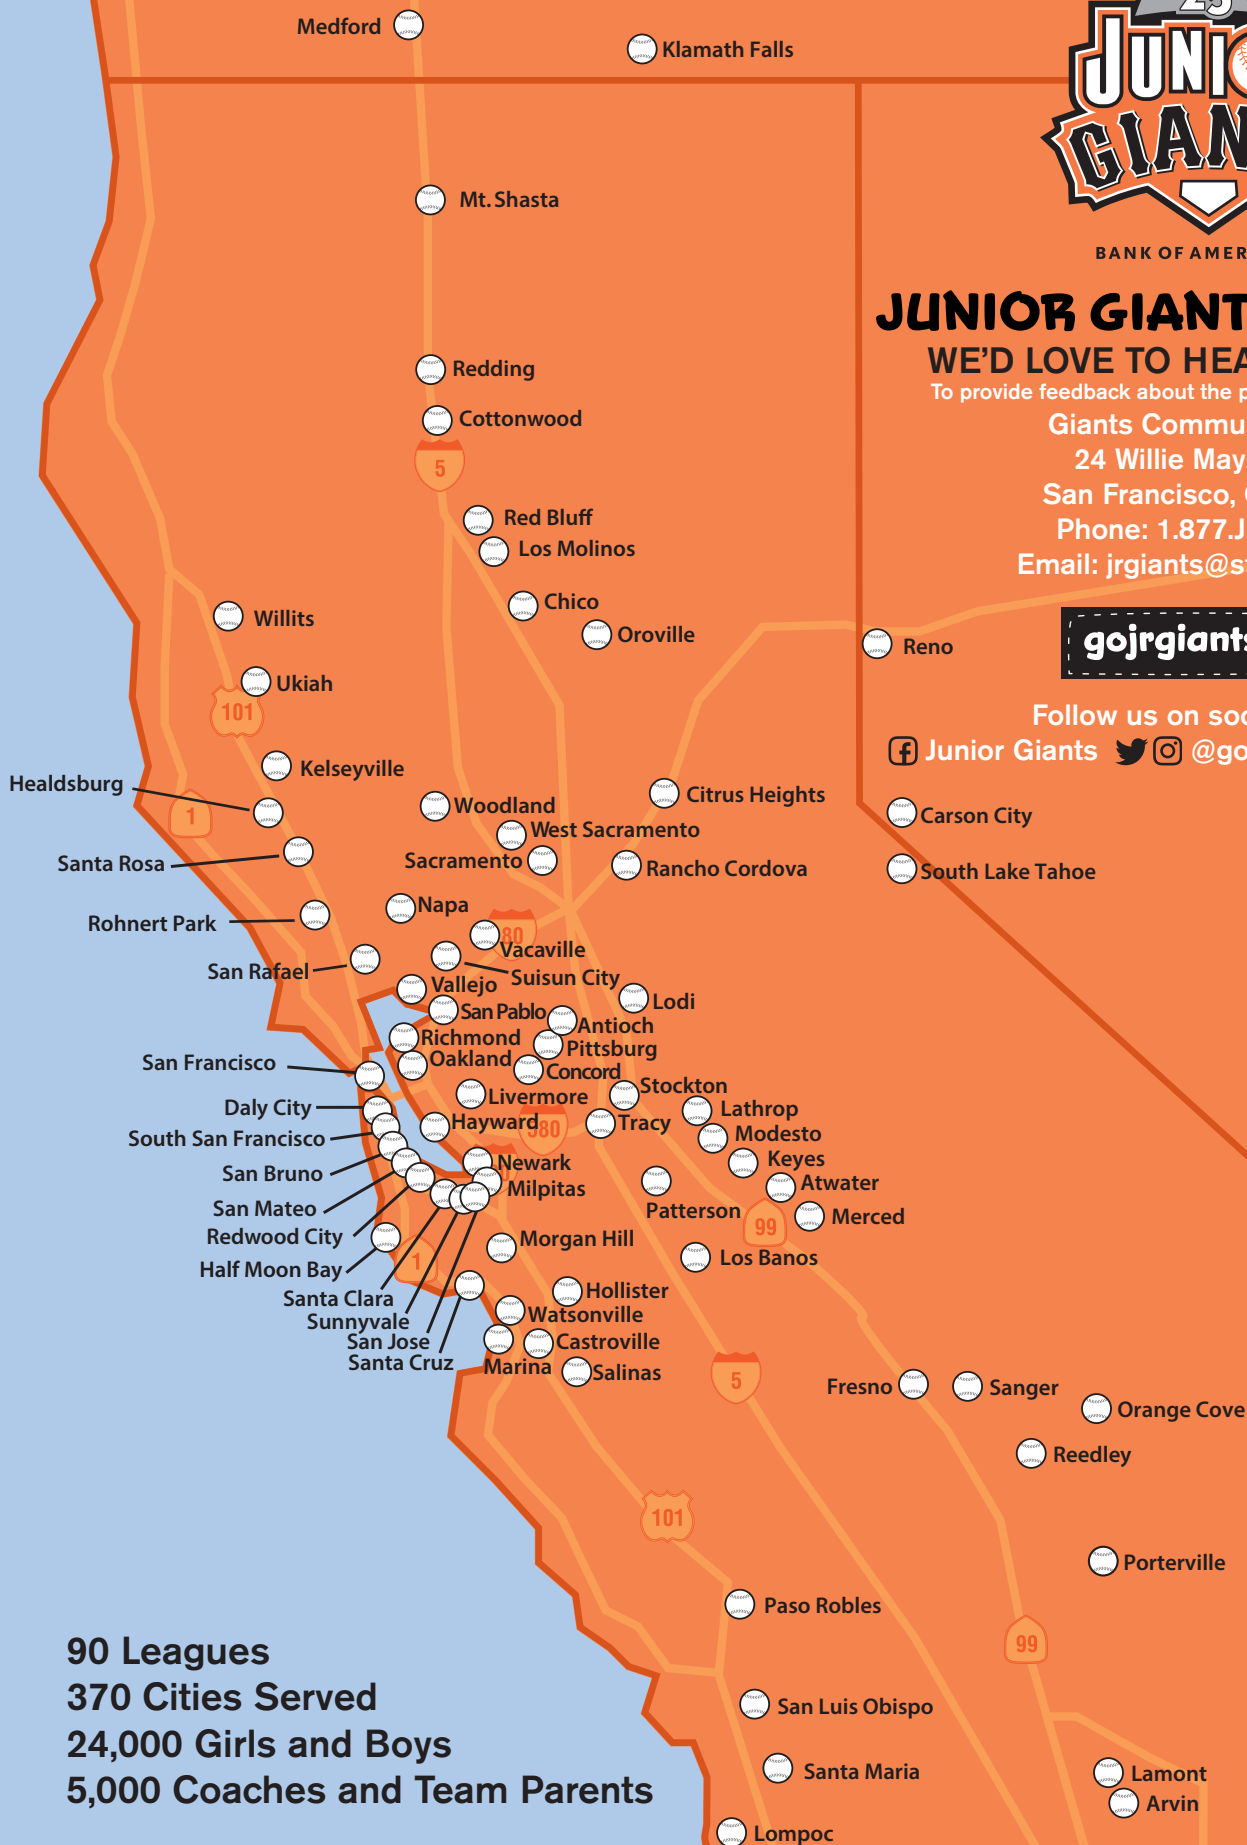 Medford
Klamath Falls
25
JUNIO
GIAN
BANK OF AMER
Mt. Shasta
JUNIOR GIANT
WE'D LOVE TO HEA
To provide feedback about the p
Giants Commu
24 Willie May
San Francisco,
Phone: 1.877.J
Email: jrgiants@s
gojrgiants
Follow us on soc
Junior Giants @go
Redding
Cottonwood
5
Red Bluff
Los Molinos
Chico
Oroville
Willits
Reno
Ukiah
101
Kelseyville
Healdsburg
1
Woodland
Citrus Heights
Carson City
West Sacramento
Sacramento
Rancho Cordova
South Lake Tahoe
Santa Rosa
Napa
Rohnert Park
80
Vacaville
San Rafael
Suisun City
Vallejo
Lodi
San Pablo
Antioch
Richmond
Pittsburg
Oakland
Concord
San Francisco
Stockton
Livermore
Daly City
Lathrop
Hayward
580
Tracy
South San Francisco
Modesto
San Bruno
Newark
Keyes
Milpitas
Atwater
San Mateo
Patterson
Merced
99
Redwood City
Morgan Hill
Los Banos
Half Moon Bay
1
Santa Clara
Hollister
Sunnyvale
Watsonville
San Jose
Castroville
Santa Cruz
Marina
Salinas
5
Fresno
Sanger
Orange Cove
Reedley
101
Porterville
Paso Robles
99
90 Leagues
370 Cities Served
24,000 Girls and Boys
5,000 Coaches and Team Parents
San Luis Obispo
Santa Maria
Lamont
Arvin
Lompoc